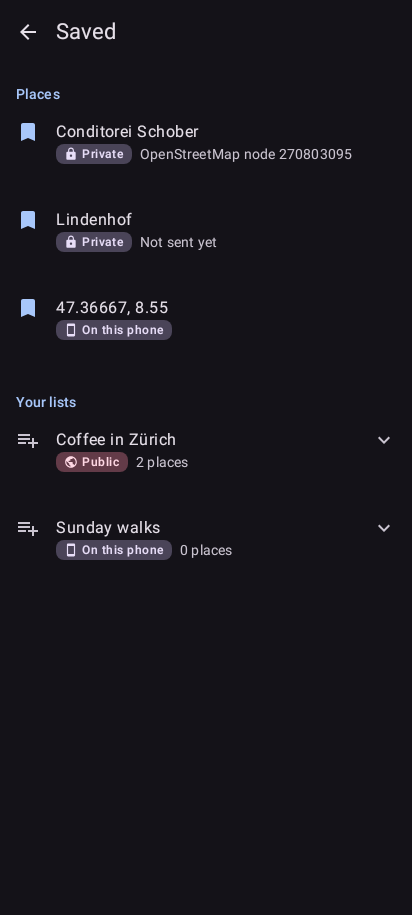 Saved
Places
Conditorei Schober
Private OpenStreetMap node 270803095
Lindenhof
Private Not sent yet
47.36667, 8.55
On this phone
Your lists
Coffee in Zürich
Public 2 places
Sunday walks
On this phone 0 places